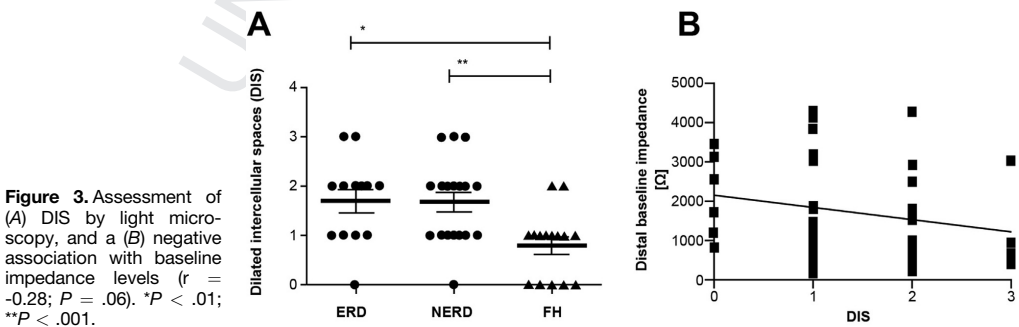 A
B
*
**
Dilated intercellular spaces (DIS)
4
3
2
1
0
ERD
NERD
FH
Distal baseline impedance
[Ω]
5000
4000
3000
2000
1000
0
0
1
2
3
DIS
Figure 3. Assessment of
(A) DIS by light micro-
scopy, and a (B) negative
association with baseline
impedance levels (r =
-0.28; P = .06). *P < .01;
**P < .001.